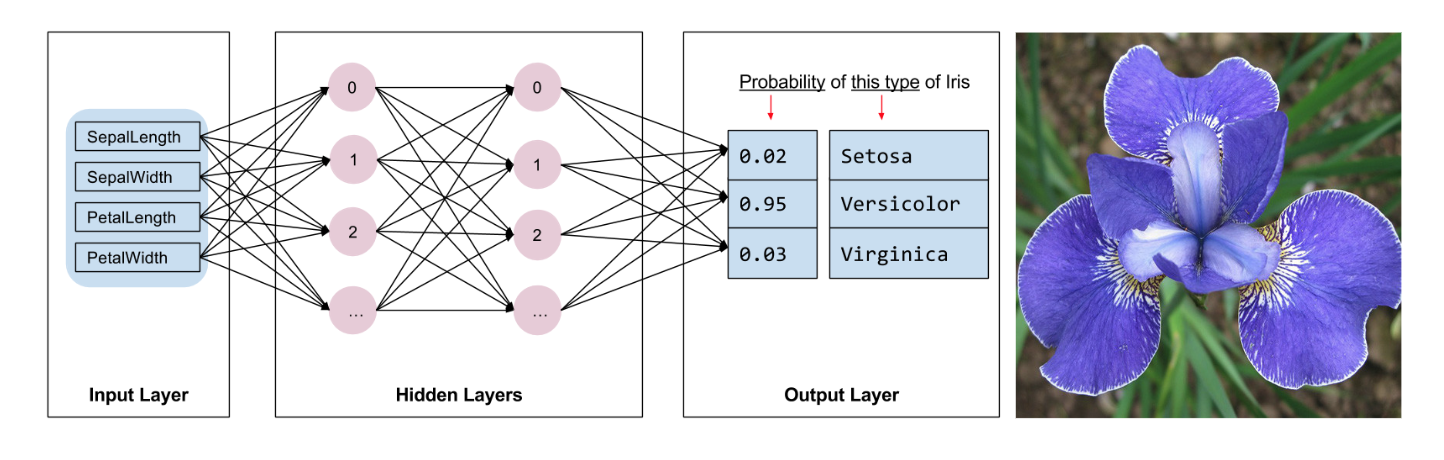 SepalLength
SepalWidth
PetalLength
PetalWidth
Input Layer
0
1
2
...
0
1
2
...
Hidden Layers
Probability of this type of Iris
0.02 Setosa
0.95 Versicolor
0.03 Virginica
Output Layer